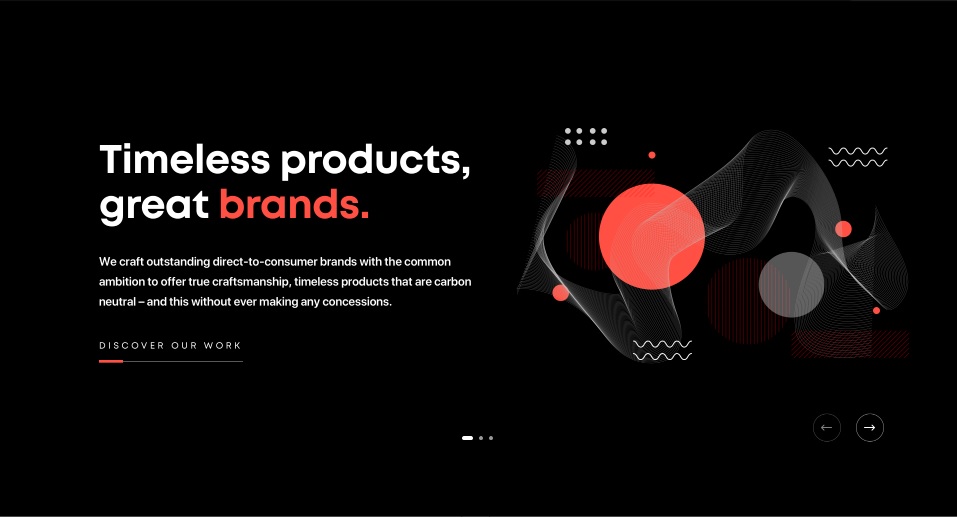 Timeless products,
great brands.
We craft outstanding direct-to-consumer brands with the common
ambition to offer true craftsmanship, timeless products that are carbon
neutral – and this without ever making any concessions.
DISCOVER OUR WORK